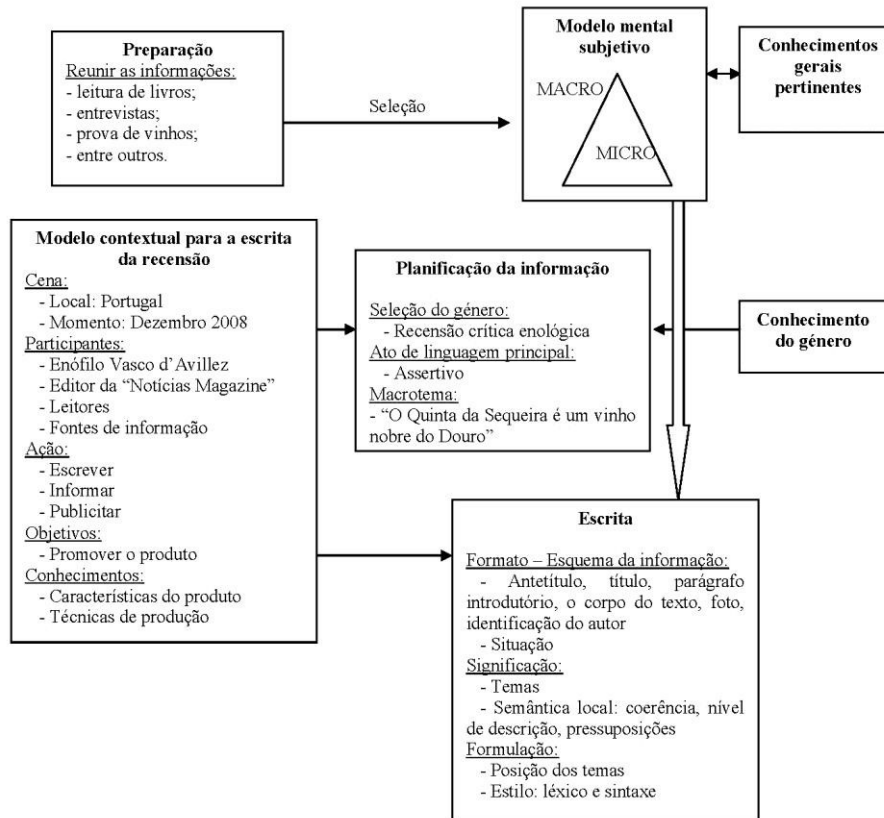 Preparação
Reunir as informações:
- leitura de livros;
- entrevistas;
- prova de vinhos;
- entre outros.
Seleção
Modelo mental
subjetivo
MACRO
MICRO
Conhecimentos
gerais
pertinentes
Modelo contextual para a escrita
da recensão
Cena:
- Local: Portugal
- Momento: Dezembro 2008
Participantes:
- Enófilo Vasco d'Avillez
- Editor da "Notícias Magazine"
- Leitores
- Fontes de informação
Ação:
- Escrever
- Informar
- Publicitar
Objetivos:
- Promover o produto
Conhecimentos:
- Características do produto
- Técnicas de produção
Planificação da informação
Seleção do género:
- Recensão crítica enológica
Ato de linguagem principal:
- Assertivo
Macrotema:
- "O Quinta da Sequeira é um vinho
nobre do Douro"
Conhecimento
do género
Escrita
Formato – Esquema da informação:
- Antetítulo, título, parágrafo
introdutório, o corpo do texto, foto,
identificação do autor
- Situação
Significação:
- Temas
- Semântica local: coerência, nível
de descrição, pressuposições
Formulação:
- Posição dos temas
- Estilo: léxico e sintaxe